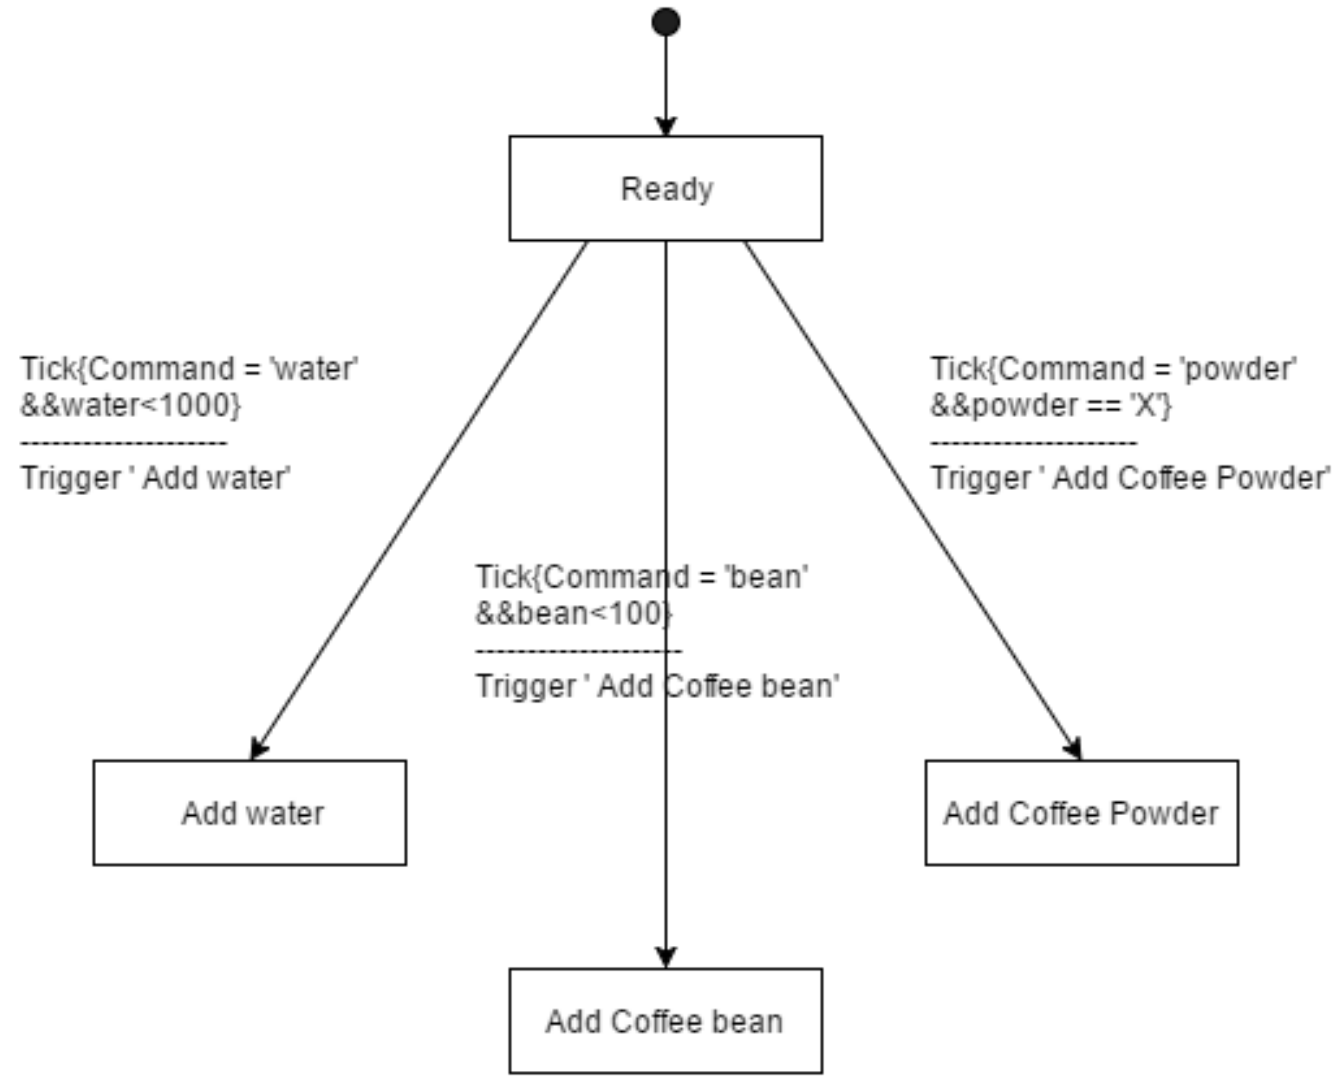 Ready
Tick{Command = 'water'
&&water<1000}
--------------------
Trigger ' Add water'
Tick{Command = 'powder'
&&powder == 'X'}
--------------------
Trigger ' Add Coffee Powder'
Tick{Command = 'bean'
&&bean<100}
--------------------
Trigger ' Add Coffee bean'
Add water
Add Coffee Powder
Add Coffee bean